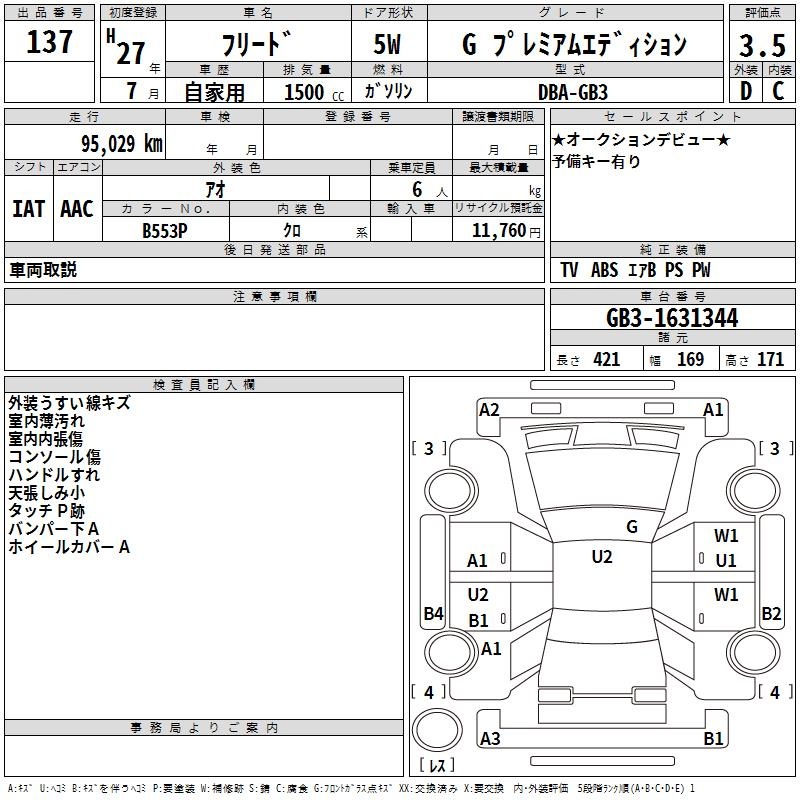 出品番号 初度登録 車名 ドア形状 グレード 評価点
137 H27年 フリード 5W G プレミアムエディション 3.5
車歴 排気量 燃料 型式 外装 内装
7月 自家用 1500 CC ガソリン DBA-GB3 D C
走行 車検 登録番号 譲渡書類期限 セールスポイント
95,029 km 年 月 月 日 ★オークションデビュー★
予備キー有り
シフト エアコン 外装色 乗車定員 最大積載量
アオ 6 人 kg
IAT AAC カラーNo. 内装色 輸入車 リサイクル預託金
B553P クロ 系 11,760 円
後日発送部品 純正装備
車両取説 TV ABS エアB PS PW
注意事項欄 車台番号
GB3-1631344
諸元
長さ 421 幅 169 高さ 171
検査員記入欄
外装うすい線キズ
室内薄汚れ
室内内張傷
コンソール傷
ハンドルすれ
天張しみ小
タッチP跡
バンパー下A
ホイールカバーA
A2 A1
[ 3 ] [ 3 ]
G
W1
A1 U2 U1
U2 W1
B4 B1 B2
A1
[ 4 ] [ 4 ]
A3 B1
[ レス ]
事務局よりご案内
A:キズ U:ヘコミ B:キズを伴うヘコミ P:要塗装 W:補修跡 S:錆 C:腐食 G:フロントガラス点キズ XX:交換済み X:要交換 内・外装評価 5段階ランク順(A・B・C・D・E) 1